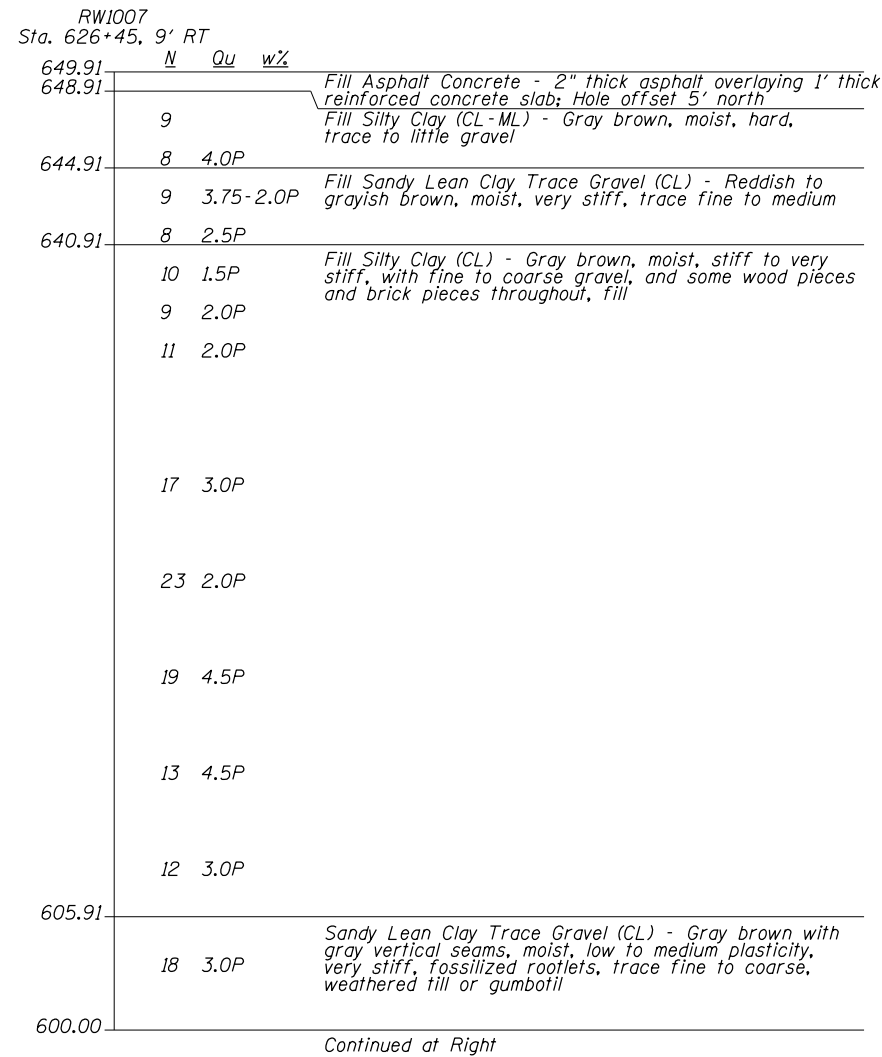 RW1007
Sta. 626+45, 9' RT
N Qu w%
649.91
648.91
Fill Asphalt Concrete - 2" thick asphalt overlaying 1' thick
reinforced concrete slab; Hole offset 5' north
9
Fill Silty Clay (CL-ML) - Gray brown, moist, hard,
trace to little gravel
8 4.0P
644.91
9 3.75-2.0P
Fill Sandy Lean Clay Trace Gravel (CL) - Reddish to
grayish brown, moist, very stiff, trace fine to medium
8 2.5P
640.91
10 1.5P
Fill Silty Clay (CL) - Gray brown, moist, stiff to very
stiff, with fine to coarse gravel, and some wood pieces
and brick pieces throughout, fill
9 2.0P
11 2.0P
17 3.0P
23 2.0P
19 4.5P
13 4.5P
12 3.0P
605.91
Sandy Lean Clay Trace Gravel (CL) - Gray brown with
gray vertical seams, moist, low to medium plasticity,
very stiff, fossilized rootlets, trace fine to coarse,
weathered till or gumbotil
18 3.0P
600.00
Continued at Right